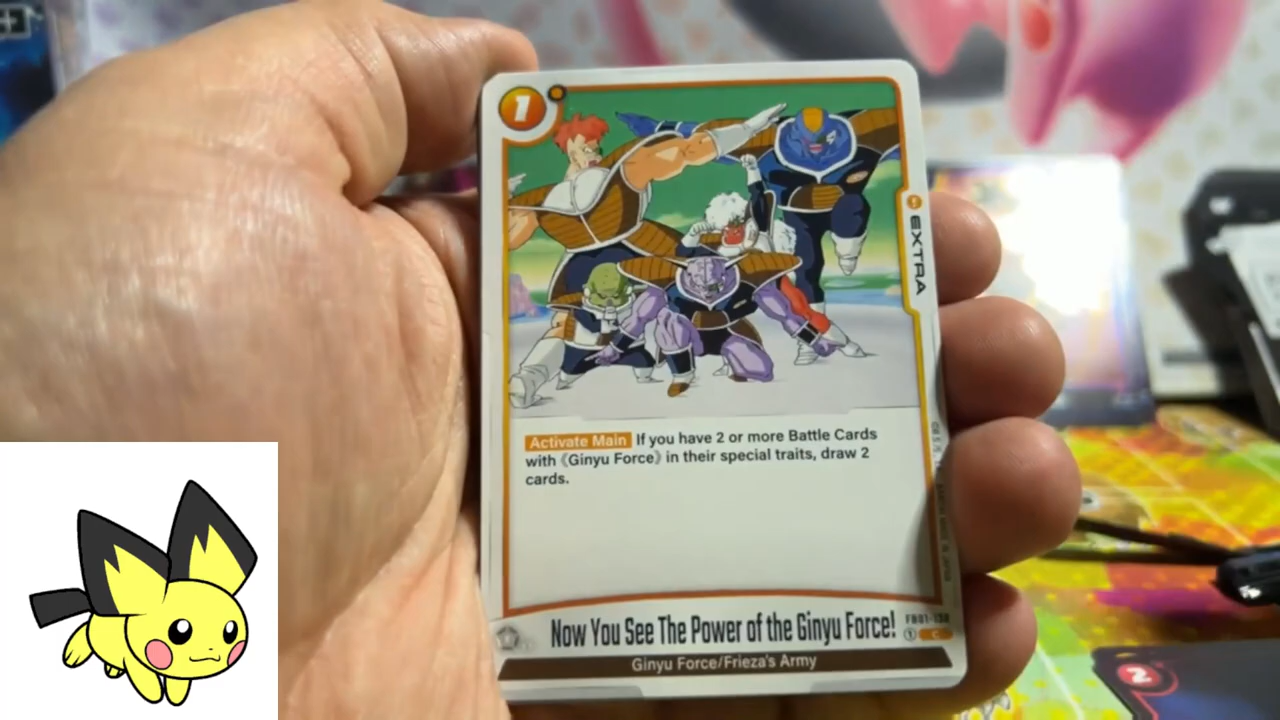 1
EXTRA
Activate Main If you have 2 or more Battle Cards
with 《Ginyu Force》 in their special traits, draw 2
cards.
Now You See The Power of the Ginyu Force!
FB01-138
1 C
Ginyu Force/Frieza's Army
2